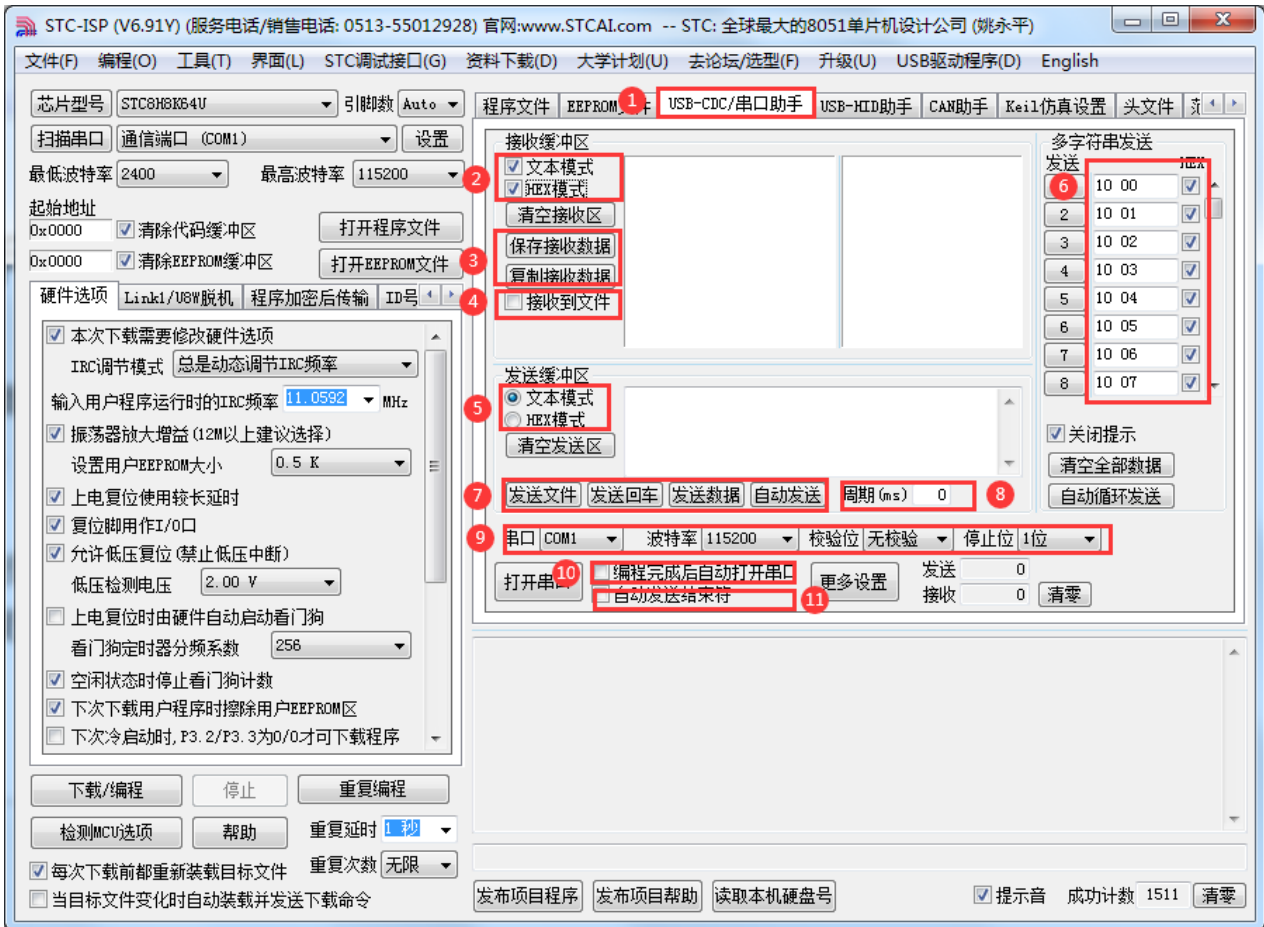 STC-ISP (V6.91Y) (服务电话/销售电话: 0513-55012928) 官网:www.STCAI.com -- STC: 全球最大的8051单片机设计公司 (姚永平)
文件(F) 编程(O) 工具(T) 界面(L) STC调试接口(G) 资料下载(D) 大学计划(U) 去论坛/选型(F) 升级(U) USB驱动程序(D) English
芯片型号 STC8H8K64U 引脚数 Auto
扫描串口 通信端口 (COM1) 设置
最低波特率 2400 最高波特率 115200
起始地址
0x0000 清除代码缓冲区 打开程序文件
0x0000 清除EEPROM缓冲区 打开EEPROM文件
硬件选项 Link1/U8W脱机 程序加密后传输 ID号
本次下载需要修改硬件选项
IRC调节模式 总是动态调节IRC频率
输入用户程序运行时的IRC频率 11.0592 MHz
振荡器放大增益(12M以上建议选择)
设置用户EEPROM大小 0.5 K
上电复位使用较长延时
复位脚用作I/O口
允许低压复位(禁止低压中断)
低压检测电压 2.00 V
上电复位时由硬件自动启动看门狗
看门狗定时器分频系数 256
空闲状态时停止看门狗计数
下次下载用户程序时擦除用户EEPROM区
下次冷启动时,P3.2/P3.3为0/0才可下载程序
下载/编程 停止 重复编程
检测MCU选项 帮助 重复延时 1 秒
每次下载前都重新装载目标文件 重复次数 无限
当目标文件变化时自动装载并发送下载命令
程序文件 EEPROM文件 1 USB-CDC/串口助手 USB-HID助手 CAN助手 Keil仿真设置 头文件
接收缓冲区
2 文本模式
HEX模式
清空接收区
3 保存接收数据
复制接收数据
4 接收到文件
发送缓冲区
5 文本模式
HEX模式
清空发送区
7 发送文件 发送回车 发送数据 自动发送 周期(ms) 0 8
9 串口 COM1 波特率 115200 校验位 无校验 停止位 1位
打开串口 10 编程完成后自动打开串口 更多设置 发送 0
自动发送结束符 11 接收 0 清零
多字符串发送
发送 HEX
6 10 00
2 10 01
3 10 02
4 10 03
5 10 04
6 10 05
7 10 06
8 10 07
关闭提示
清空全部数据
自动循环发送
发布项目程序 发布项目帮助 读取本机硬盘号 提示音 成功计数 1511 清零